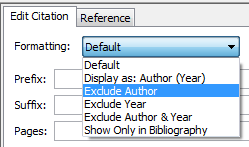 Edit Citation Reference
Formatting: Default
Default
Display as: Author (Year)
Prefix: Exclude Author
Exclude Year
Suffix: Exclude Author & Year
Pages: Show Only in Bibliography